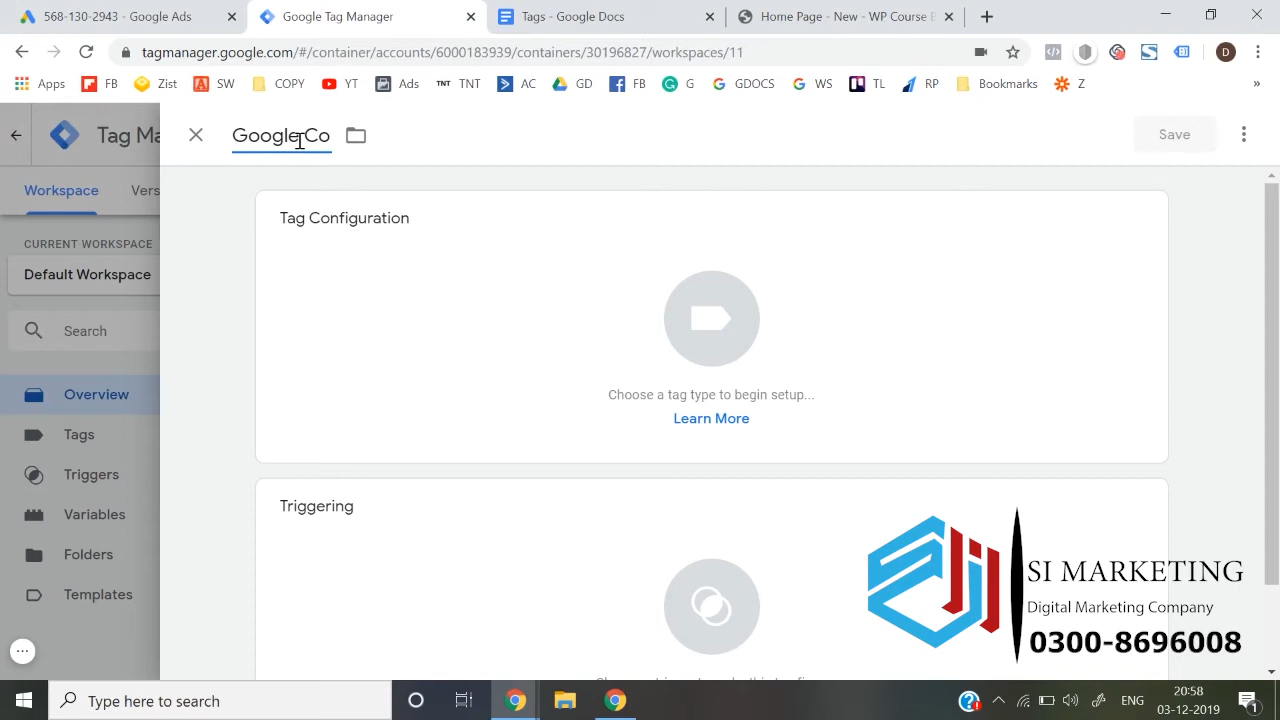 568-130-2943 - Google Ads
Google Tag Manager
Tags - Google Docs
Home Page - New - WP Course E
tagmanager.google.com/#/container/accounts/6000183939/containers/30196827/workspaces/11
Apps FB Zist SW COPY YT Ads TNT TNT AC GD FB G GDOCS WS TL RP Bookmarks Z »
D
Tag Ma
Google Co
Save
Workspace Vers
CURRENT WORKSPACE
Default Workspace
Search
Overview
Tags
Triggers
Variables
Folders
Templates
Tag Configuration
Choose a tag type to begin setup...
Learn More
Triggering
SI MARKETING
Digital Marketing Company
0300-8696008
Type here to search
ENG
20:58
03-12-2019
1